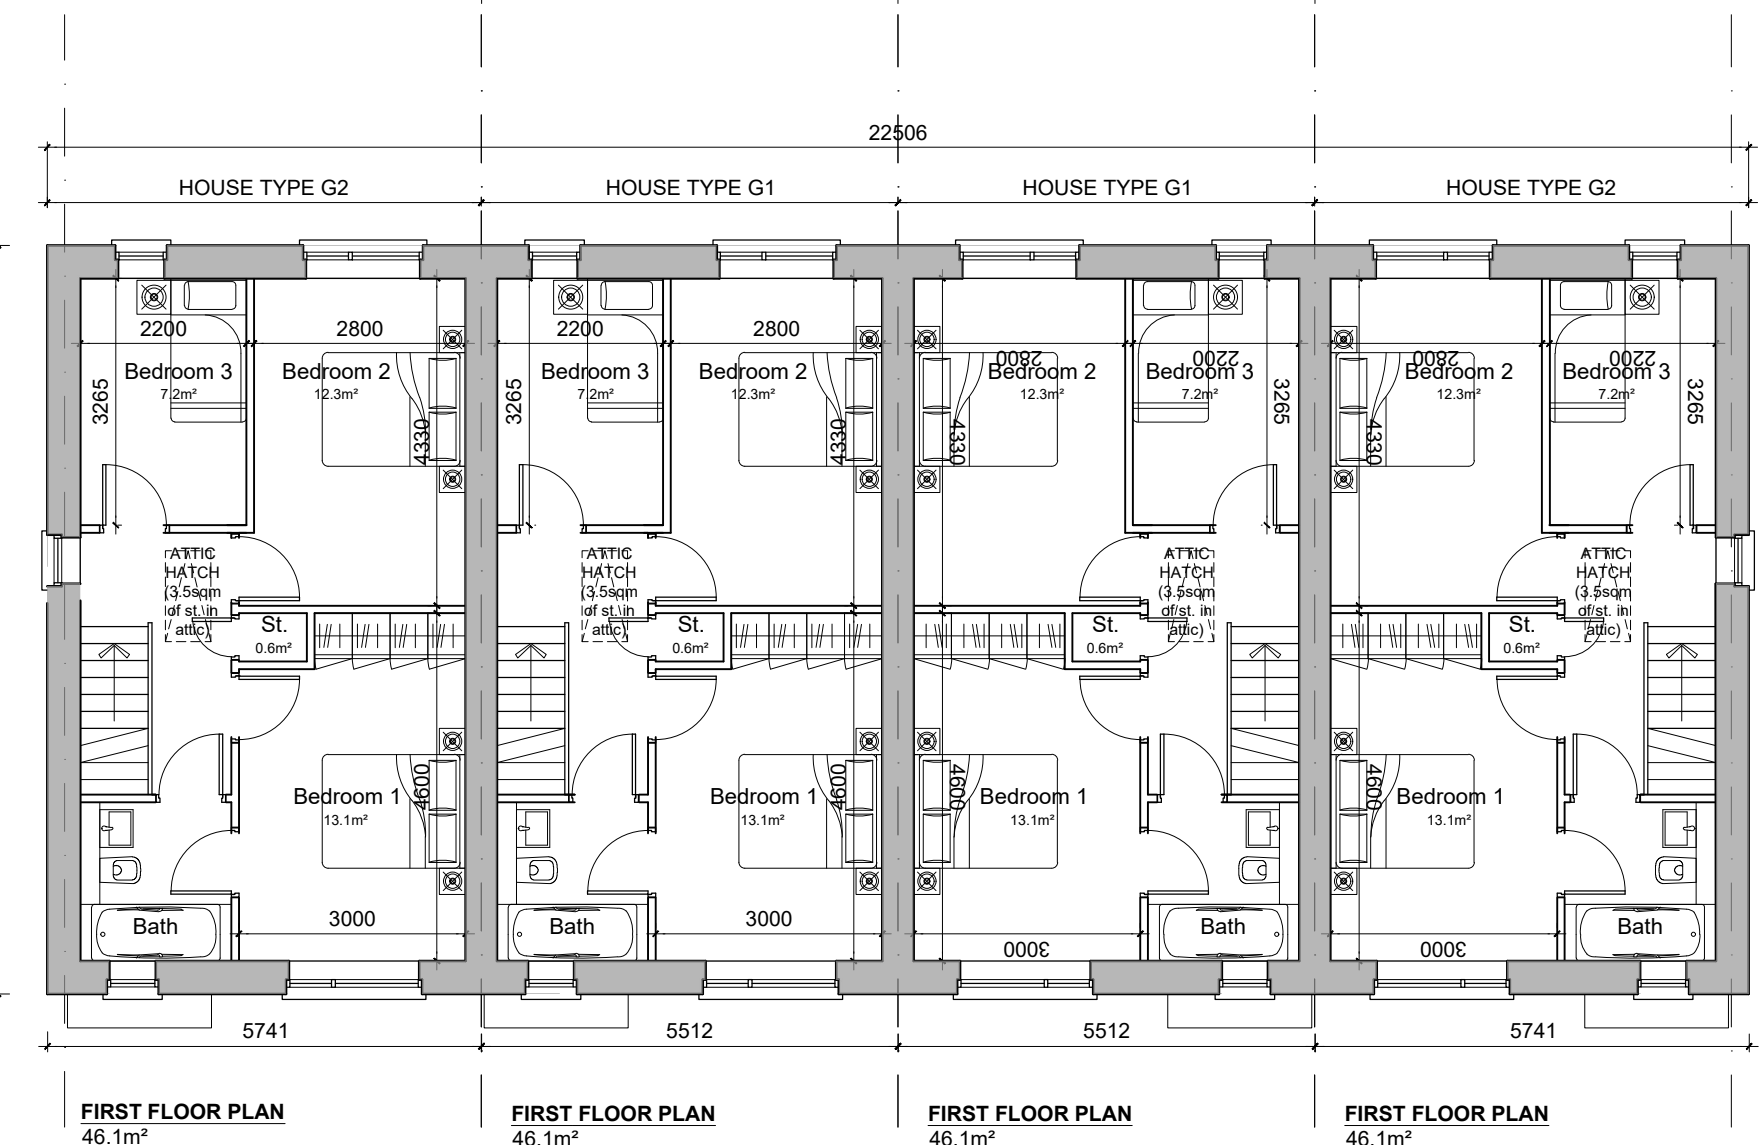 22506
HOUSE TYPE G2
HOUSE TYPE G1
HOUSE TYPE G1
HOUSE TYPE G2
2200
2800
Bedroom 3
7.2m²
Bedroom 2
12.3m²
3265
4330
2200
2800
Bedroom 3
7.2m²
Bedroom 2
12.3m²
3265
4330
2800
2200
Bedroom 2
12.3m²
Bedroom 3
7.2m²
4330
3265
2800
2200
Bedroom 2
12.3m²
Bedroom 3
7.2m²
4330
3265
ATTIC
HATCH
(3.5sqm
of st. in
attic)
St.
0.6m²
ATTIC
HATCH
(3.5sqm
of st. in
attic)
St.
0.6m²
St.
0.6m²
ATTIC
HATCH
(3.5sqm
of st. in
attic)
St.
0.6m²
ATTIC
HATCH
(3.5sqm
of st. in
attic)
Bedroom 1
13.1m²
4600
Bedroom 1
13.1m²
4600
4600
Bedroom 1
13.1m²
4600
Bedroom 1
13.1m²
Bath
3000
Bath
3000
3000
Bath
3000
Bath
5741
5512
5512
5741
FIRST FLOOR PLAN
46.1m²
FIRST FLOOR PLAN
46.1m²
FIRST FLOOR PLAN
46.1m²
FIRST FLOOR PLAN
46.1m²